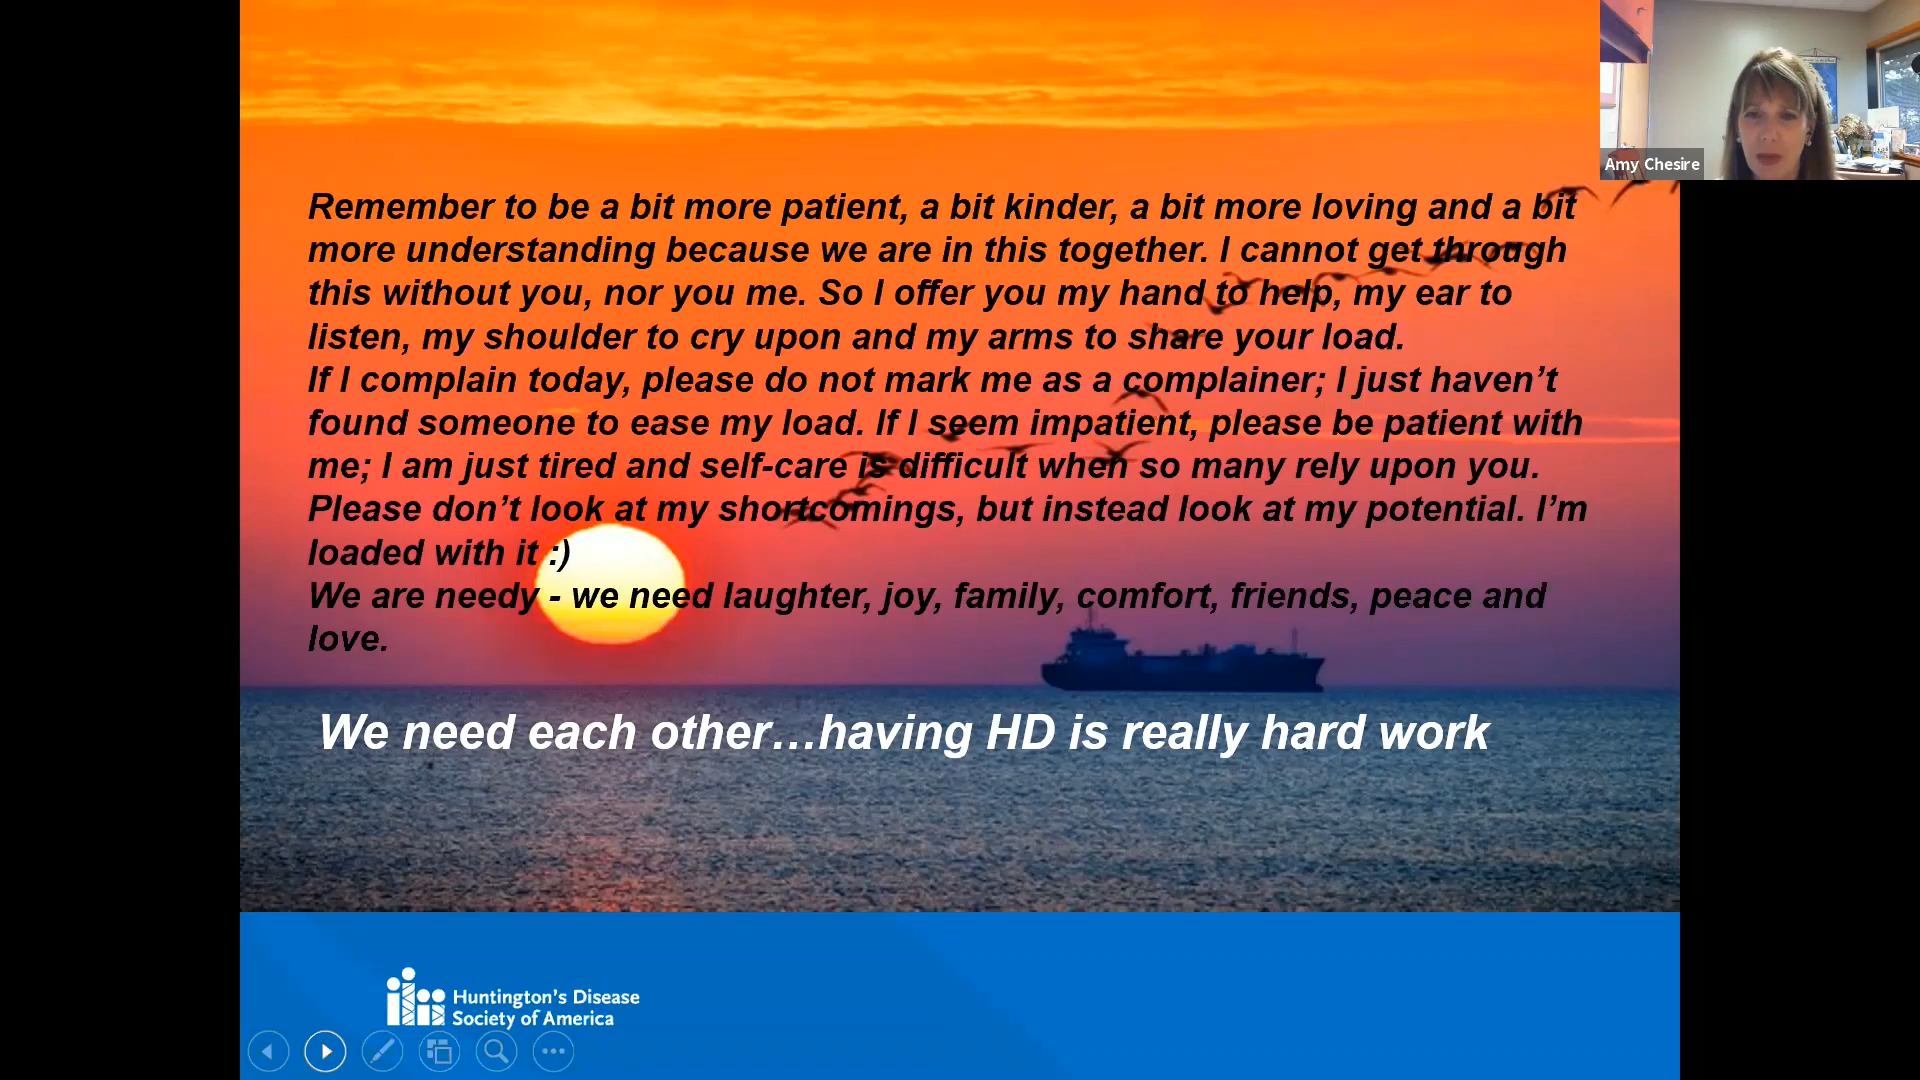 Amy Chesire
Remember to be a bit more patient, a bit kinder, a bit more loving and a bit
more understanding because we are in this together. I cannot get through
this without you, nor you me. So I offer you my hand to help, my ear to
listen, my shoulder to cry upon and my arms to share your load.
If I complain today, please do not mark me as a complainer; I just haven’t
found someone to ease my load. If I seem impatient, please be patient with
me; I am just tired and self-care is difficult when so many rely upon you.
Please don’t look at my shortcomings, but instead look at my potential. I’m
loaded with it :)
We are needy - we need laughter, joy, family, comfort, friends, peace and
love.
We need each other…having HD is really hard work
Huntington’s Disease
Society of America